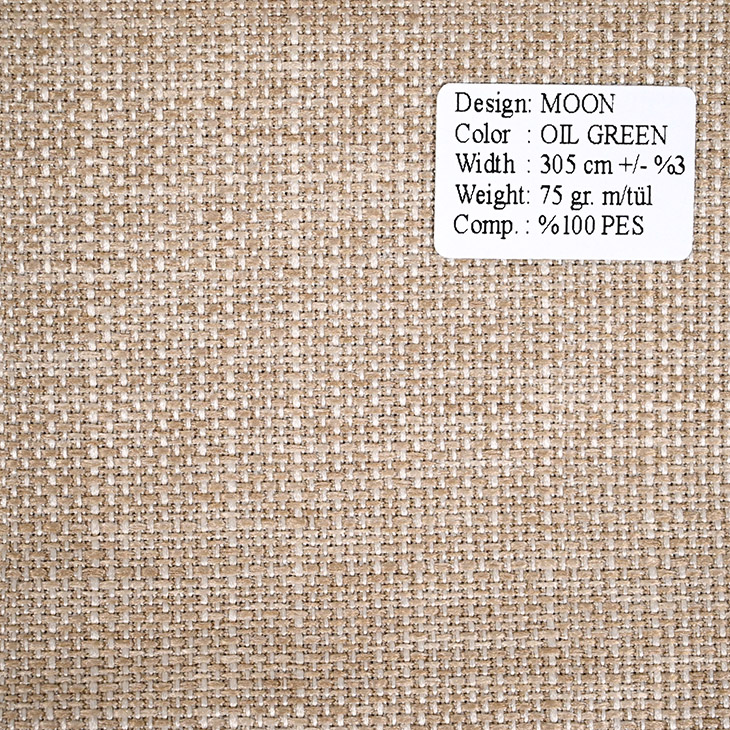 Design: MOON
Color : OIL GREEN
Width : 305 cm +/- %3
Weight: 75 gr. m/tül
Comp. : %100 PES